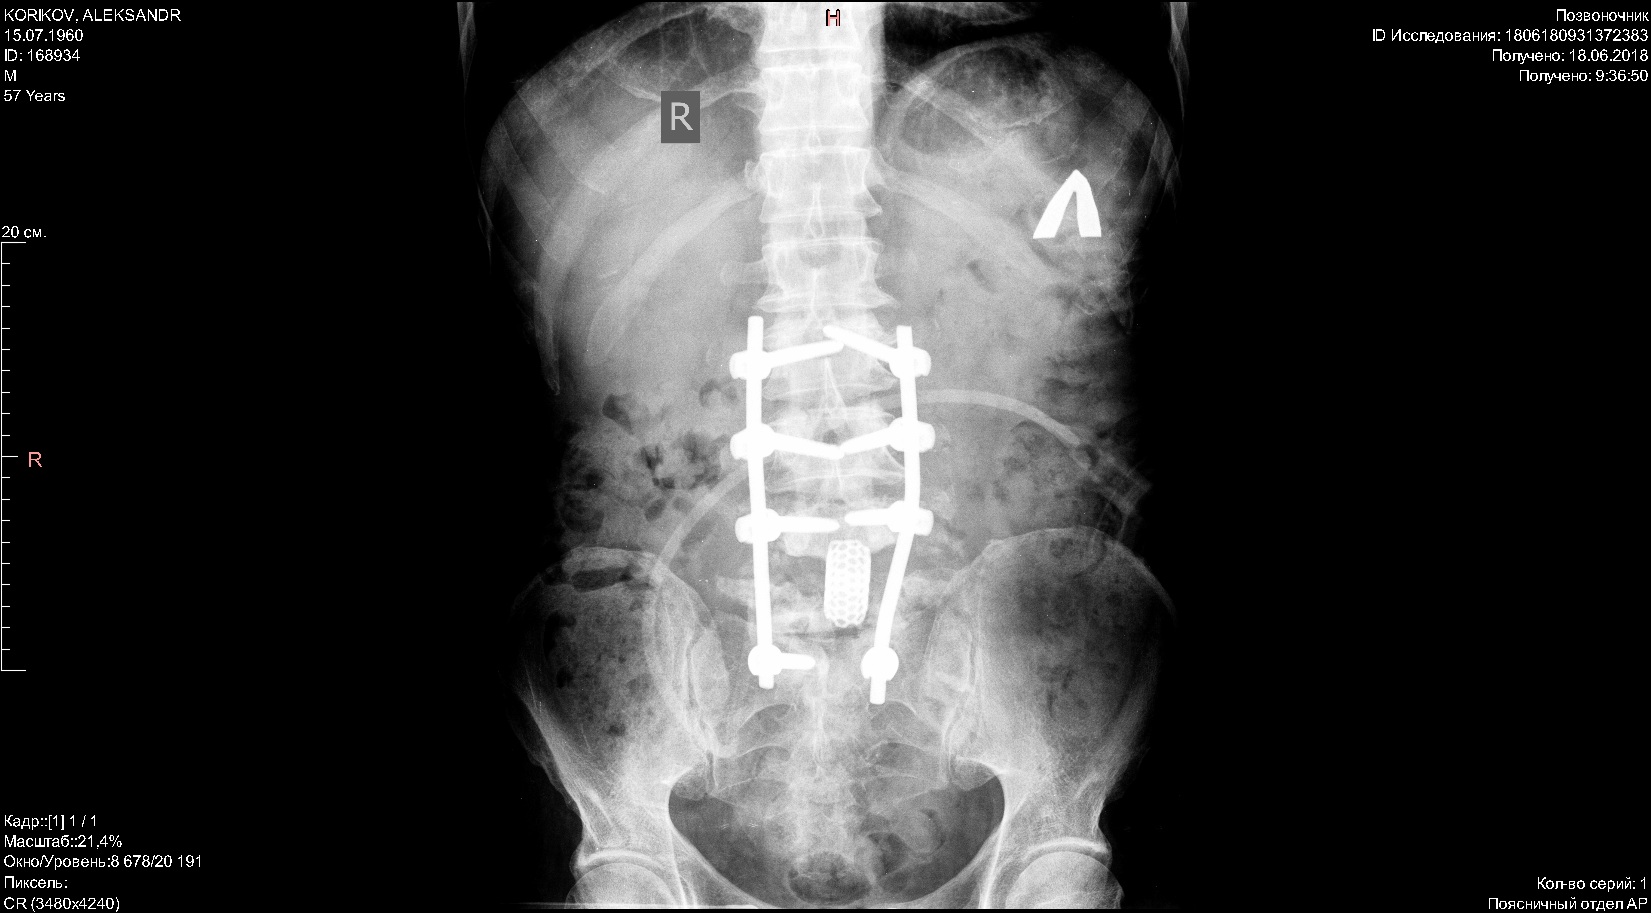 KORIKOV, ALEKSANDR
15.07.1960
ID: 168934
M
57 Years
H
Позвоночник
ID Исследования: 1806180931372383
Получено: 18.06.2018
Получено: 9:36:50
R
20 см.
R
Кадр::[1] 1 / 1
Масштаб::21,4%
Окно/Уровень:8 678/20 191
Пиксель:
CR (3480x4240)
Кол-во серий: 1
Поясничный отдел AP